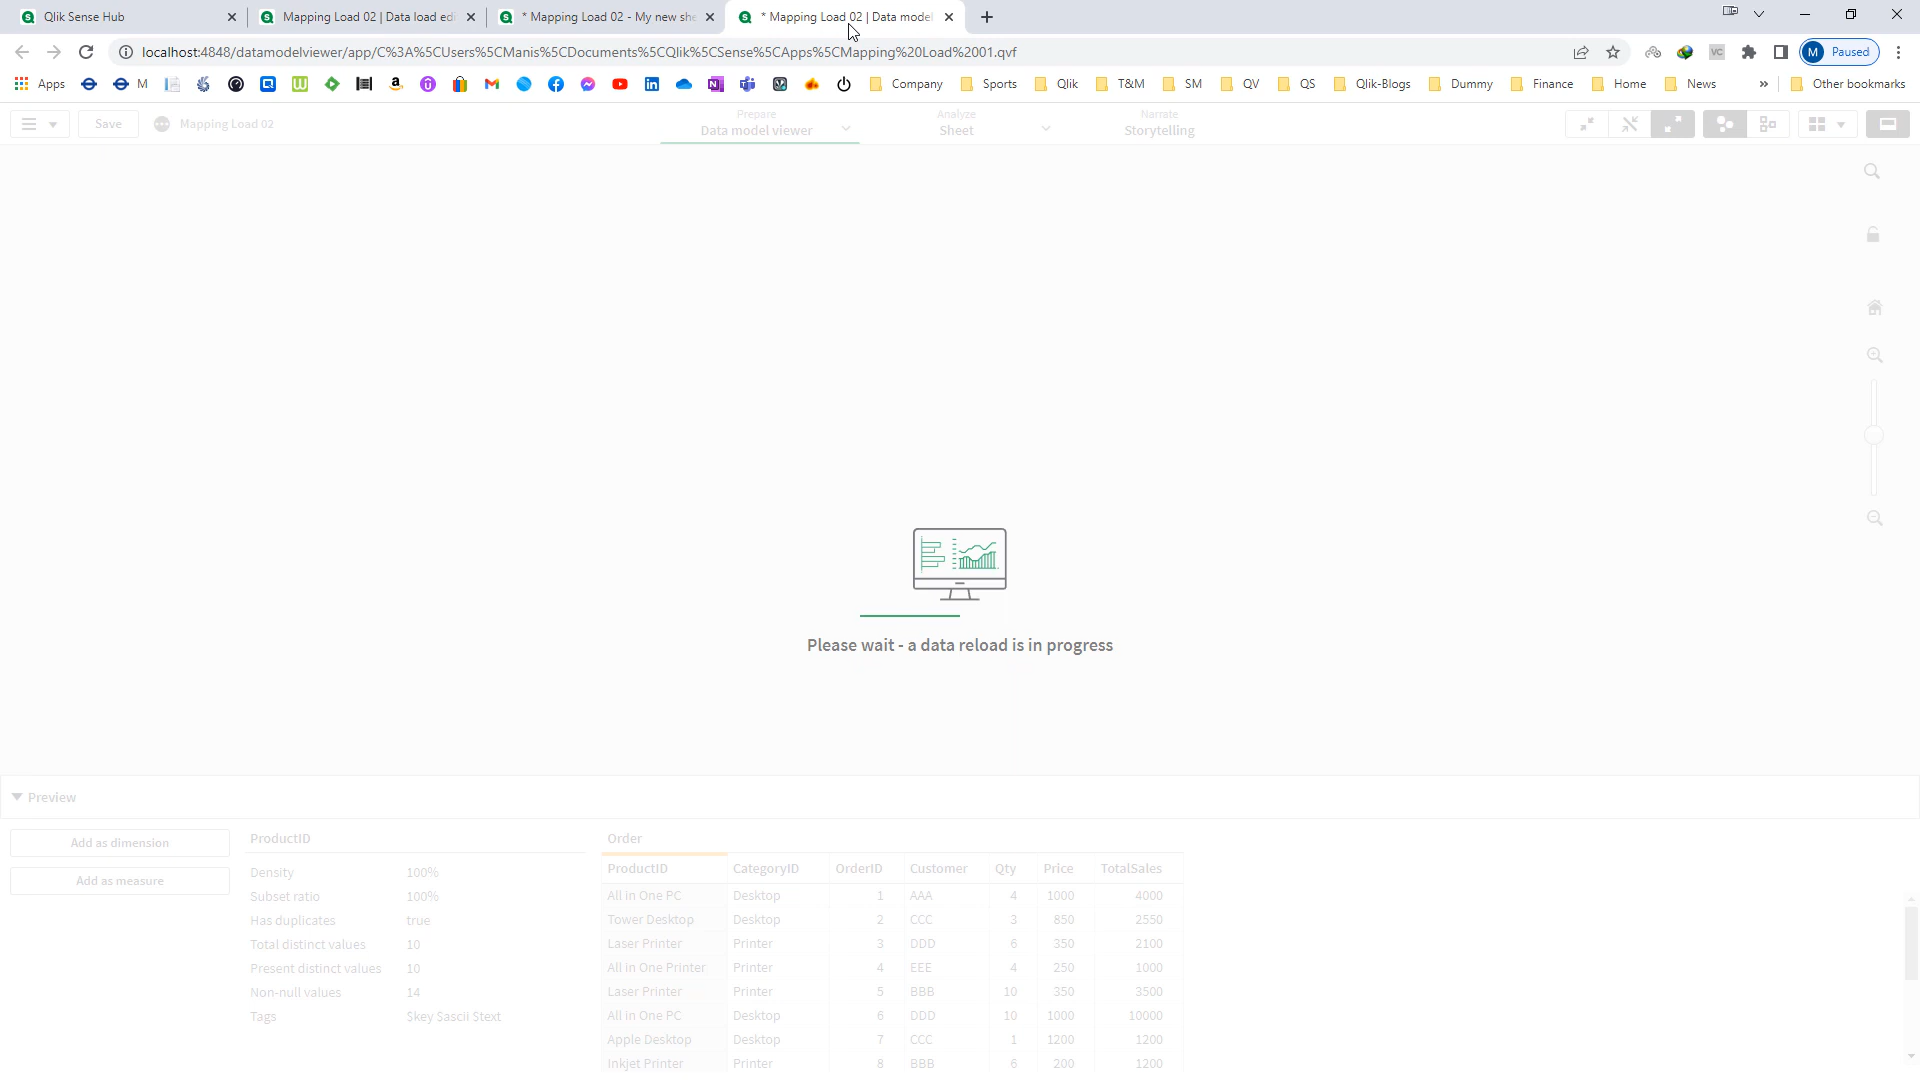 Qlik Sense Hub
Mapping Load 02 | Data load edi
* Mapping Load 02 - My new she
* Mapping Load 02 | Data model
localhost:4848/datamodelviewer/app/C%3A%5CUsers%5CManis%5CDocuments%5CQlik%5CSense%5CApps%5CMapping%20Load%2001.qvf
M Paused
Apps
M
Company
Sports
Qlik
T&M
SM
QV
QS
Qlik-Blogs
Dummy
Finance
Home
News
»
Other bookmarks
Save
Mapping Load 02
Prepare
Data model viewer
Analyze
Sheet
Narrate
Storytelling
Please wait - a data reload is in progress
Preview
Add as dimension
Add as measure
ProductID
Density 100%
Subset ratio 100%
Has duplicates true
Total distinct values 10
Present distinct values 10
Non-null values 14
Tags $key $ascii $text
Order
ProductID CategoryID OrderID Customer Qty Price TotalSales
All in One PC Desktop 1 AAA 4 1000 4000
Tower Desktop Desktop 2 CCC 3 850 2550
Laser Printer Printer 3 DDD 6 350 2100
All in One Printer Printer 4 EEE 4 250 1000
Laser Printer Printer 5 BBB 10 350 3500
All in One PC Desktop 6 DDD 10 1000 10000
Apple Desktop Desktop 7 CCC 1 1200 1200
Inkjet Printer Printer 8 BBB 6 200 1200